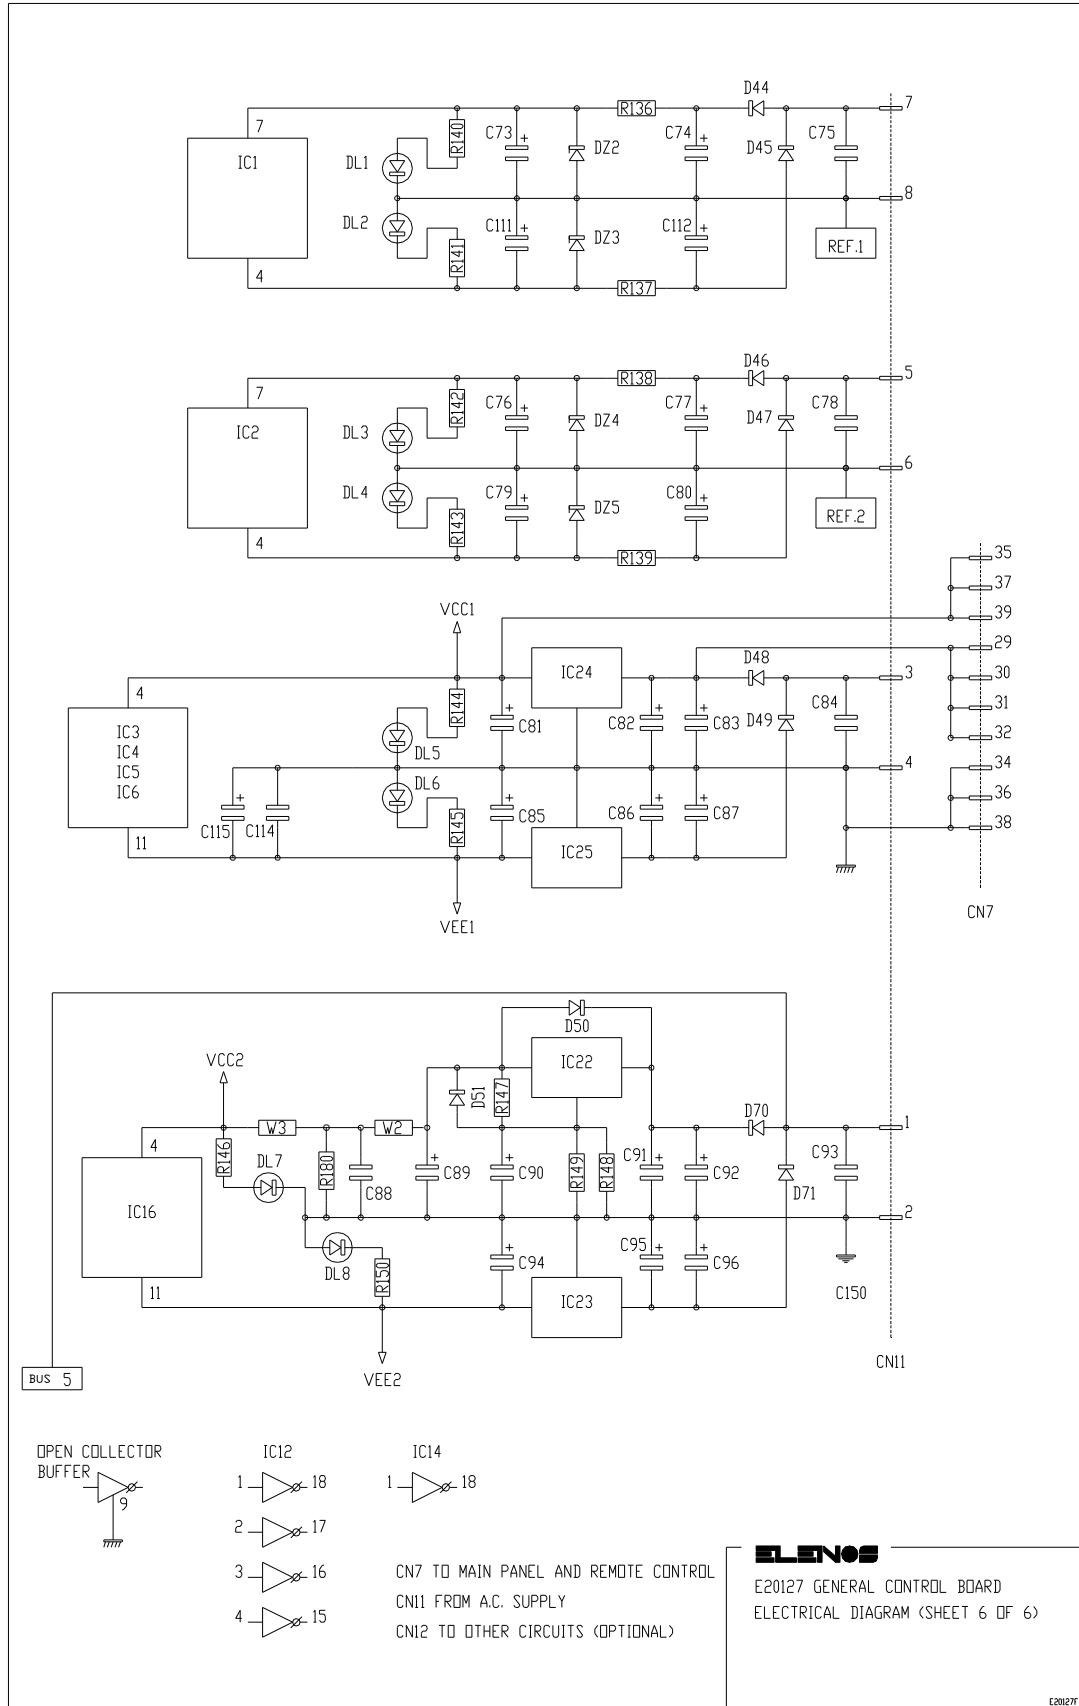 D44
7
R136
7
IC1
R140
C73
+
DZ2
C74
+
D45
C75
DL1
8
DL2
R141
C111
+
DZ3
C112
+
REF.1
4
R137
D46
5
R138
7
IC2
R142
C76
+
DZ4
C77
+
D47
C78
DL3
6
DL4
R143
C79
+
DZ5
C80
+
REF.2
4
R139
35
37
VCC1
39
29
D48
4
IC24
3
30
IC3
IC4
IC5
IC6
R144
+
C81
+
C82
+
C83
D49
C84
31
DL5
32
4
34
DL6
+
C115
C114
R145
+
C85
+
C86
+
C87
36
11
IC25
38
VEE1
CN7
D50
VCC2
IC22
D51
R147
D70
1
4
W3
W2
R146
DL7
R180
C88
+
C89
+
C90
R149
R148
C91
+
+
C92
C93
D71
IC16
2
DL8
R150
+
C94
C95
+
+
C96
11
IC23
C150
CN11
BUS 5
VEE2
OPEN COLLECTOR
BUFFER
9
IC12
1 18
2 17
3 16
4 15
IC14
1 18
CN7 TO MAIN PANEL AND REMOTE CONTROL
CN11 FROM A.C. SUPPLY
CN12 TO OTHER CIRCUITS (OPTIONAL)
ELENOS
E20127 GENERAL CONTROL BOARD
ELECTRICAL DIAGRAM (SHEET 6 OF 6)
E20127F